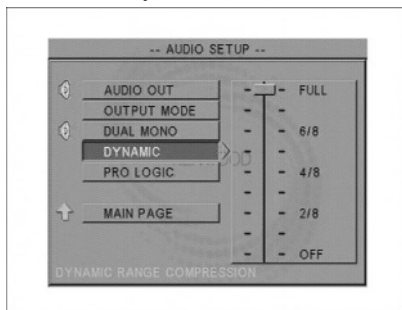 -- AUDIO SETUP --
AUDIO OUT
OUTPUT MODE
DUAL MONO
DYNAMIC
PRO LOGIC
MAIN PAGE
FULL
6/8
4/8
2/8
OFF
DYNAMIC RANGE COMPRESSION